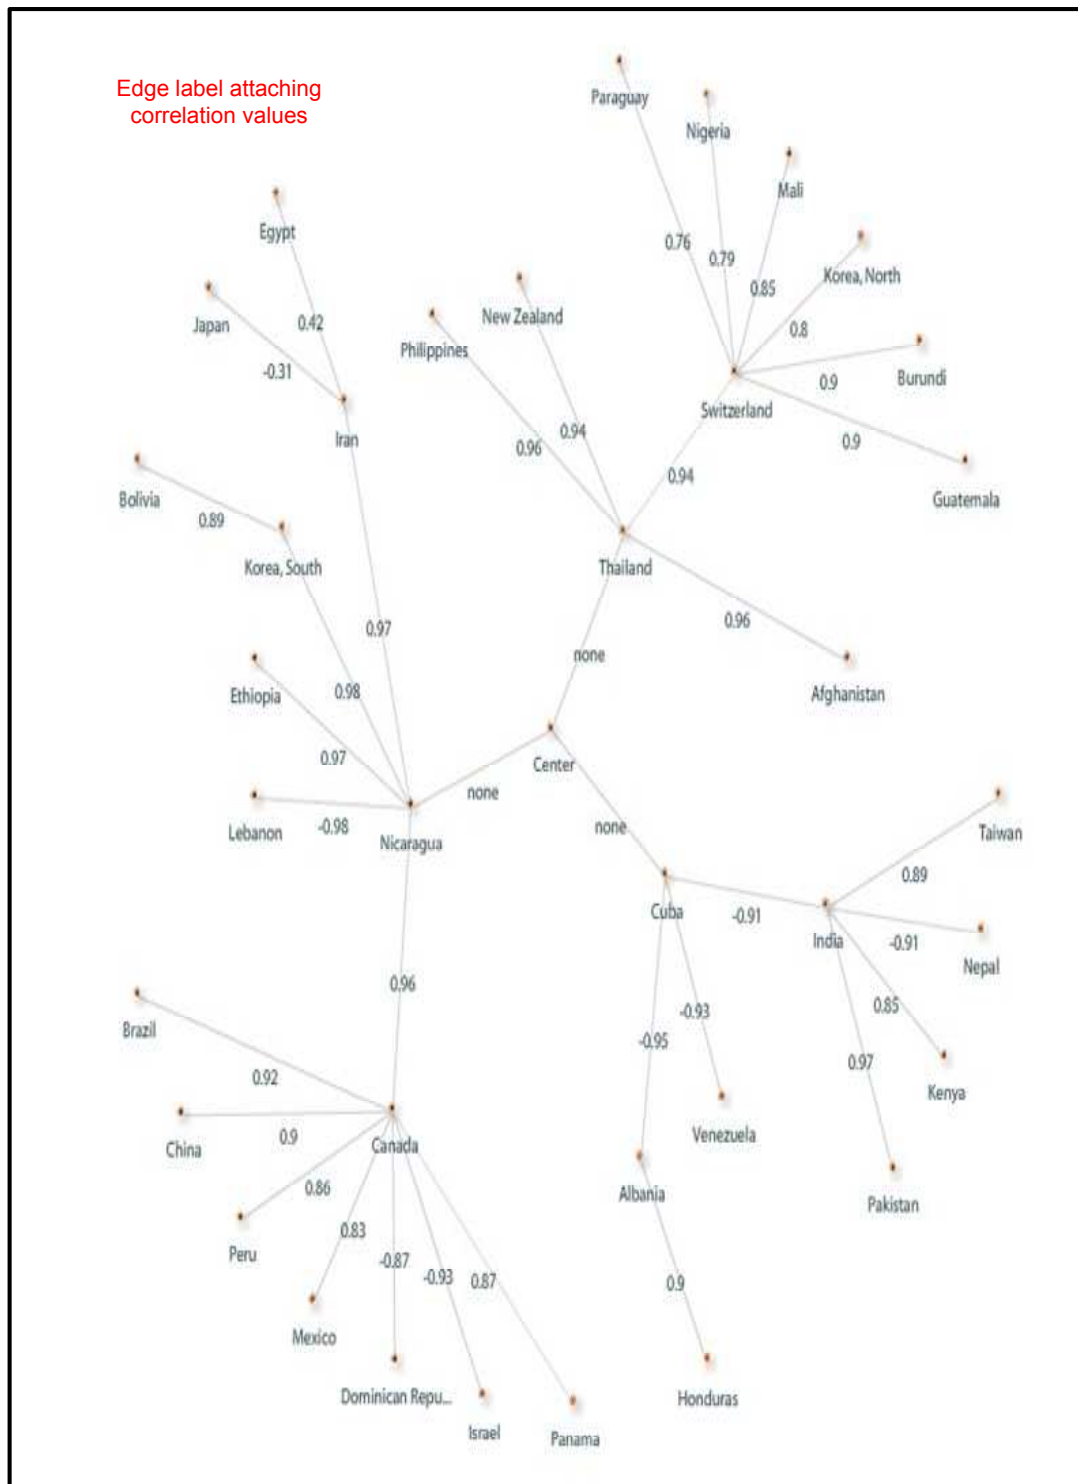 Edge label attaching
correlation values
Paraguay
Nigeria
Mali
Egypt
0.76
0.79
Korea, North
0.85
New Zealand
Japan
0.42
0.8
Philippines
-0.31
0.9
Burundi
Switzerland
Iran
0.94
0.96
0.9
0.94
Bolivia
Guatemala
0.89
Korea, South
Thailand
0.97
0.96
none
0.98
Ethiopia
Afghanistan
0.97
Center
none
-0.98
none
Lebanon
Nicaragua
Taiwan
0.89
Cuba
-0.91
India
-0.91
Nepal
0.96
0.85
-0.93
Brazil
-0.95
0.97
0.92
Kenya
0.9
Canada
Venezuela
China
0.86
Albania
Pakistan
0.83
Peru
-0.87
-0.93
0.87
0.9
Mexico
Dominican Repu...
Honduras
Israel
Panama